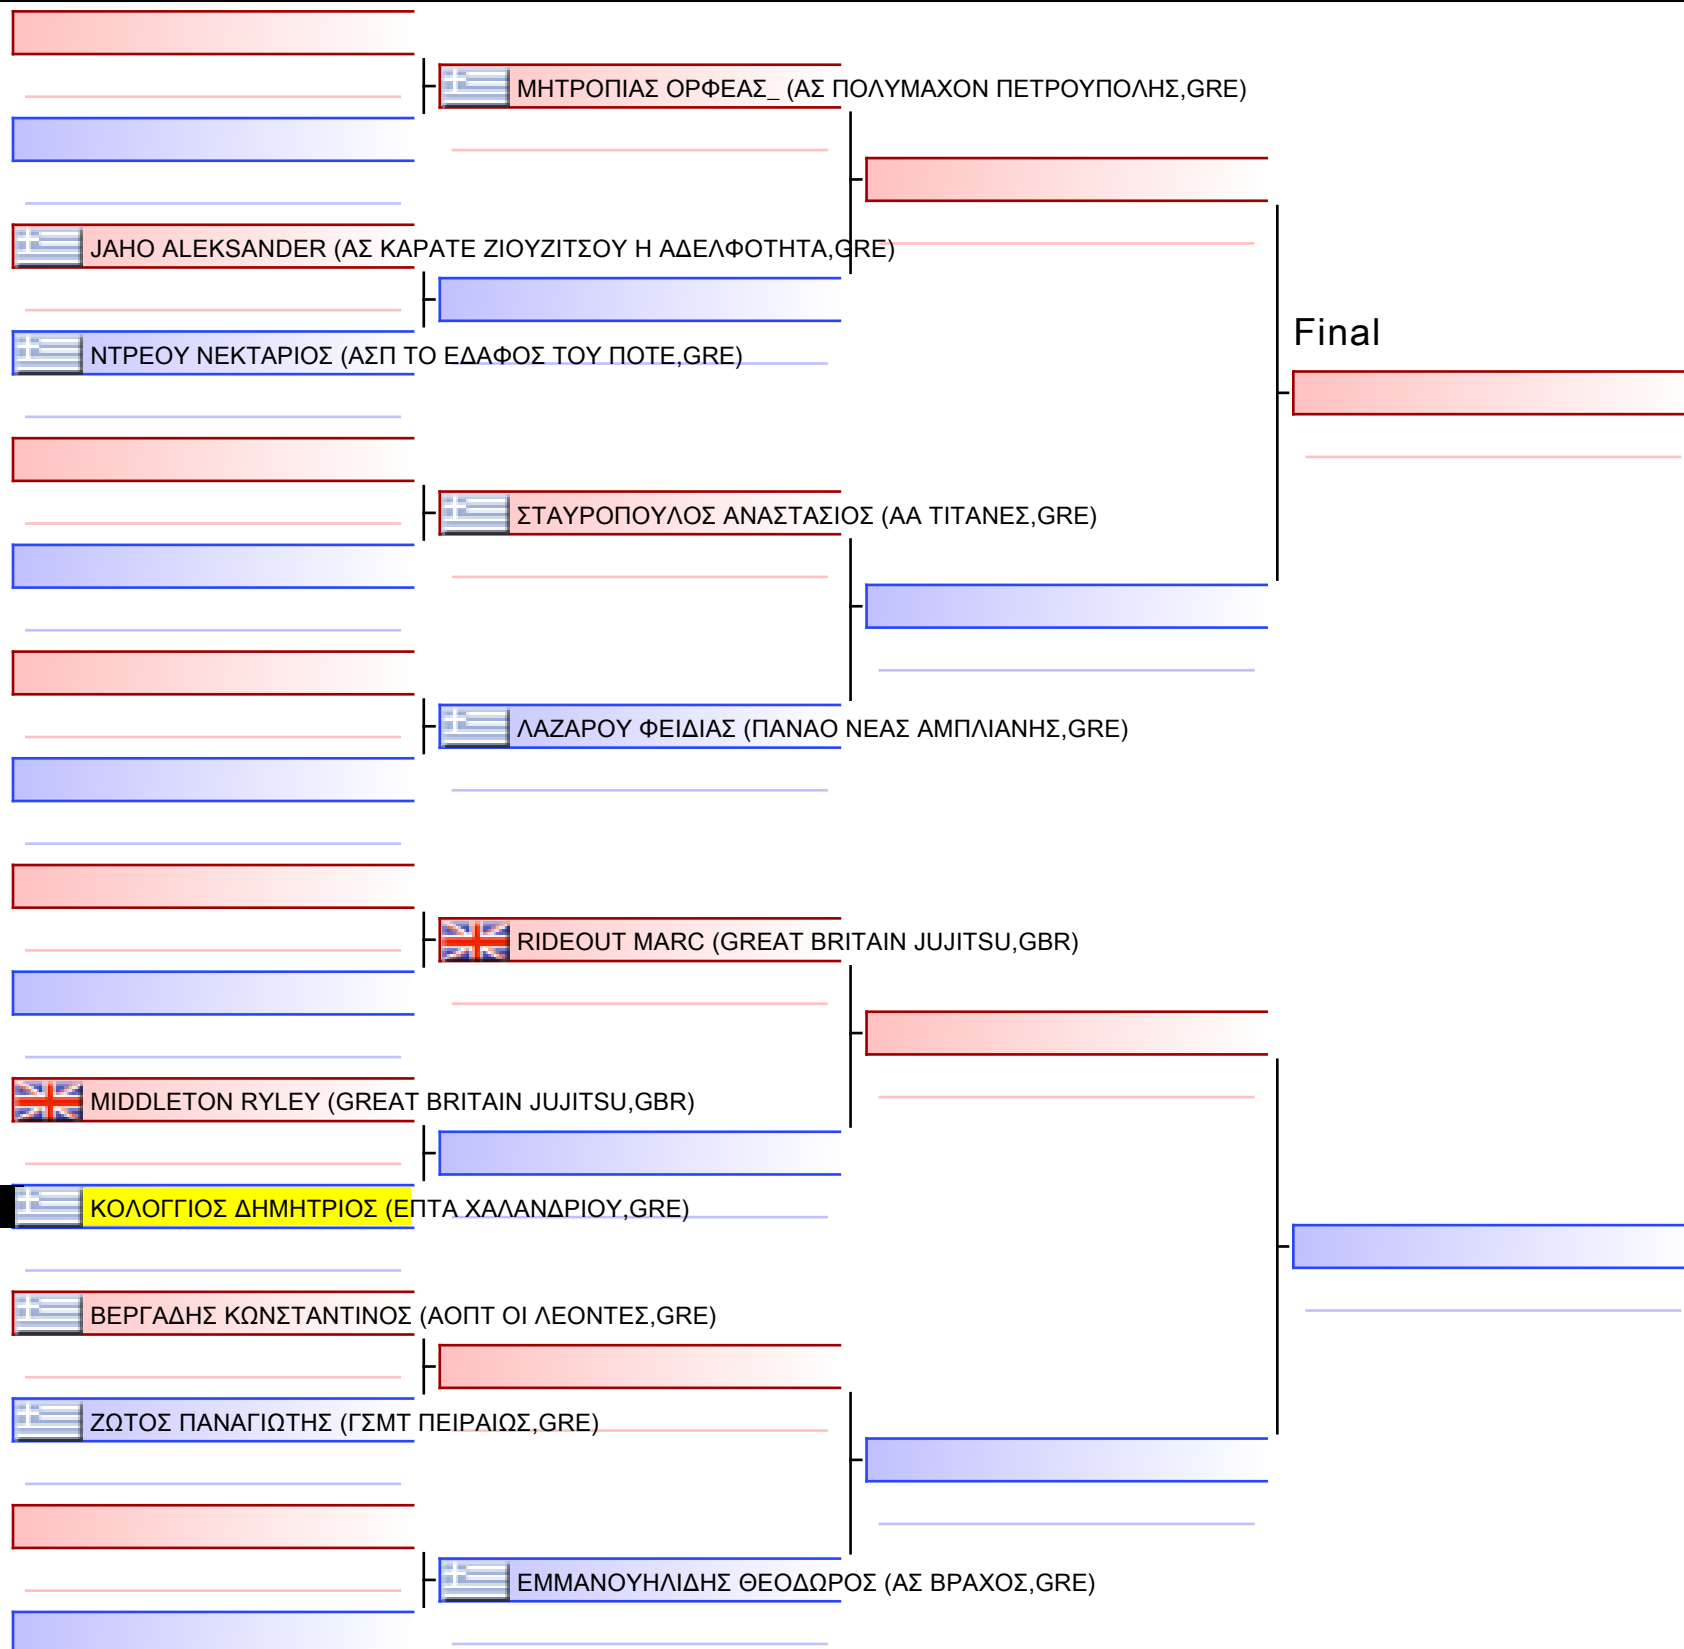 ΜΗΤΡΟΠΙΑΣ ΟΡΦΕΑΣ_ (ΑΣ ΠΟΛΥΜΑΧΟΝ ΠΕΤΡΟΥΠΟΛΗΣ,GRE)
JAHO ALEKSANDER (ΑΣ ΚΑΡΑΤΕ ΖΙΟΥΖΙΤΣΟΥ Η ΑΔΕΛΦΟΤΗΤΑ,GRE)
Final
ΝΤΡΕΟΥ ΝΕΚΤΑΡΙΟΣ (ΑΣΠ ΤΟ ΕΔΑΦΟΣ ΤΟΥ ΠΟΤΕ,GRE)
ΣΤΑΥΡΟΠΟΥΛΟΣ ΑΝΑΣΤΑΣΙΟΣ (ΑΑ ΤΙΤΑΝΕΣ,GRE)
ΛΑΖΑΡΟΥ ΦΕΙΔΙΑΣ (ΠΑΝΑΟ ΝΕΑΣ ΑΜΠΛΙΑΝΗΣ,GRE)
RIDEOUT MARC (GREAT BRITAIN JUJITSU,GBR)
MIDDLETON RYLEY (GREAT BRITAIN JUJITSU,GBR)
ΚΟΛΟΓΓΙΟΣ ΔΗΜΗΤΡΙΟΣ (ΕΠΤΑ ΧΑΛΑΝΔΡΙΟΥ,GRE)
ΒΕΡΓΑΔΗΣ ΚΩΝΣΤΑΝΤΙΝΟΣ (ΑΟΠΤ ΟΙ ΛΕΟΝΤΕΣ,GRE)
ΖΩΤΟΣ ΠΑΝΑΓΙΩΤΗΣ (ΓΣΜΤ ΠΕΙΡΑΙΩΣ,GRE)
ΕΜΜΑΝΟΥΗΛΙΔΗΣ ΘΕΟΔΩΡΟΣ (ΑΣ ΒΡΑΧΟΣ,GRE)